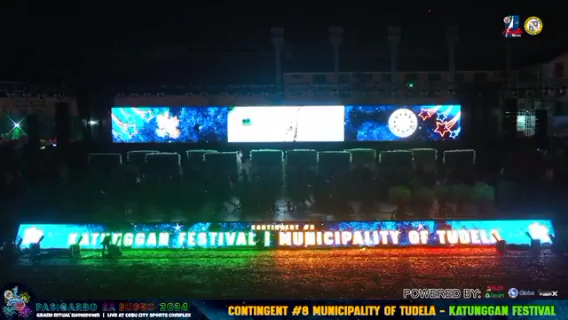 CONTINGENT #8
KATUNGGAN FESTIVAL | MUNICIPALITY OF TUDELA
POWERED BY:
PASIGARBO SA SUGBO 2024
GRAND RITUAL SHOWDOWN | LIVE AT CEBU CITY SPORTS COMPLEX
CONTINGENT #8 MUNICIPALITY OF TUDELA - KATUNGGAN FESTIVAL